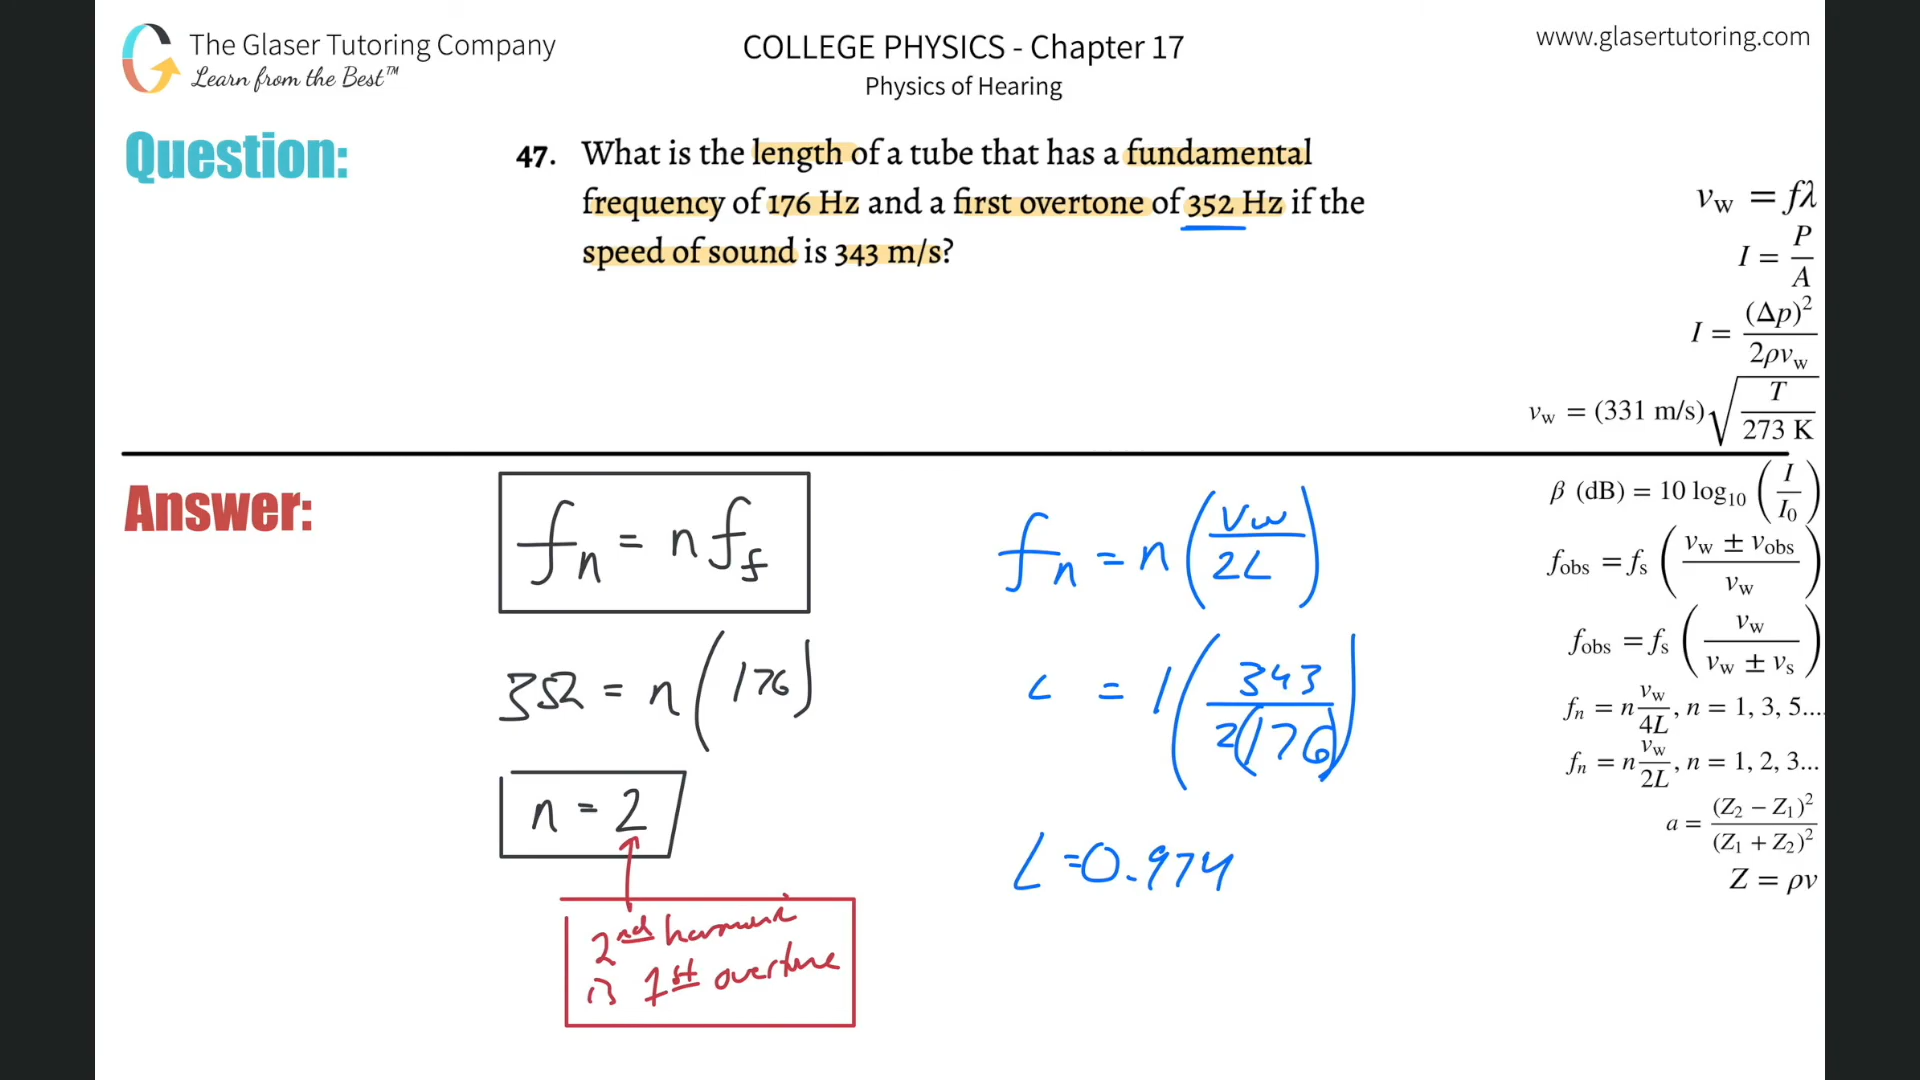 The Glaser Tutoring Company
Learn from the Best™
COLLEGE PHYSICS - Chapter 17
Physics of Hearing
www.glasertutoring.com
Question:
47. What is the length of a tube that has a fundamental
frequency of 176 Hz and a first overtone of 352 Hz if the
speed of sound is 343 m/s?
v_w = fλ
I = P/A
I = (Δp)²/2ρv_w
v_w = (331 m/s)√(T/273 K)
Answer:
f_n = n f_f
352 = n(176)
n = 2
2nd harmonic
is 1st overtone
f_n = n(v_w/2L)
L = 1(343/2(176))
L = 0.974
β (dB) = 10 log₁₀ (I/I₀)
f_obs = f_s ((v_w ± v_obs)/v_w)
f_obs = f_s (v_w/(v_w ± v_s))
f_n = n v_w/4L, n = 1, 3, 5...
f_n = n v_w/2L, n = 1, 2, 3...
a = (Z₂ − Z₁)²/(Z₁ + Z₂)²
Z = ρv